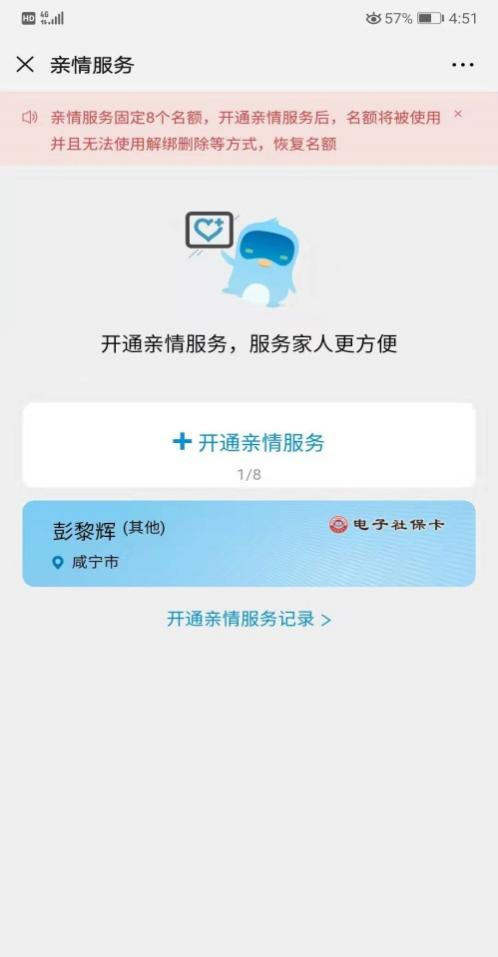 HD 4G 57% 4:51
亲情服务
亲情服务固定8个名额，开通亲情服务后，名额将被使用
并且无法使用解绑删除等方式，恢复名额
开通亲情服务，服务家人更方便
+ 开通亲情服务
1/8
彭黎辉 (其他) 电子社保卡
咸宁市
开通亲情服务记录 >